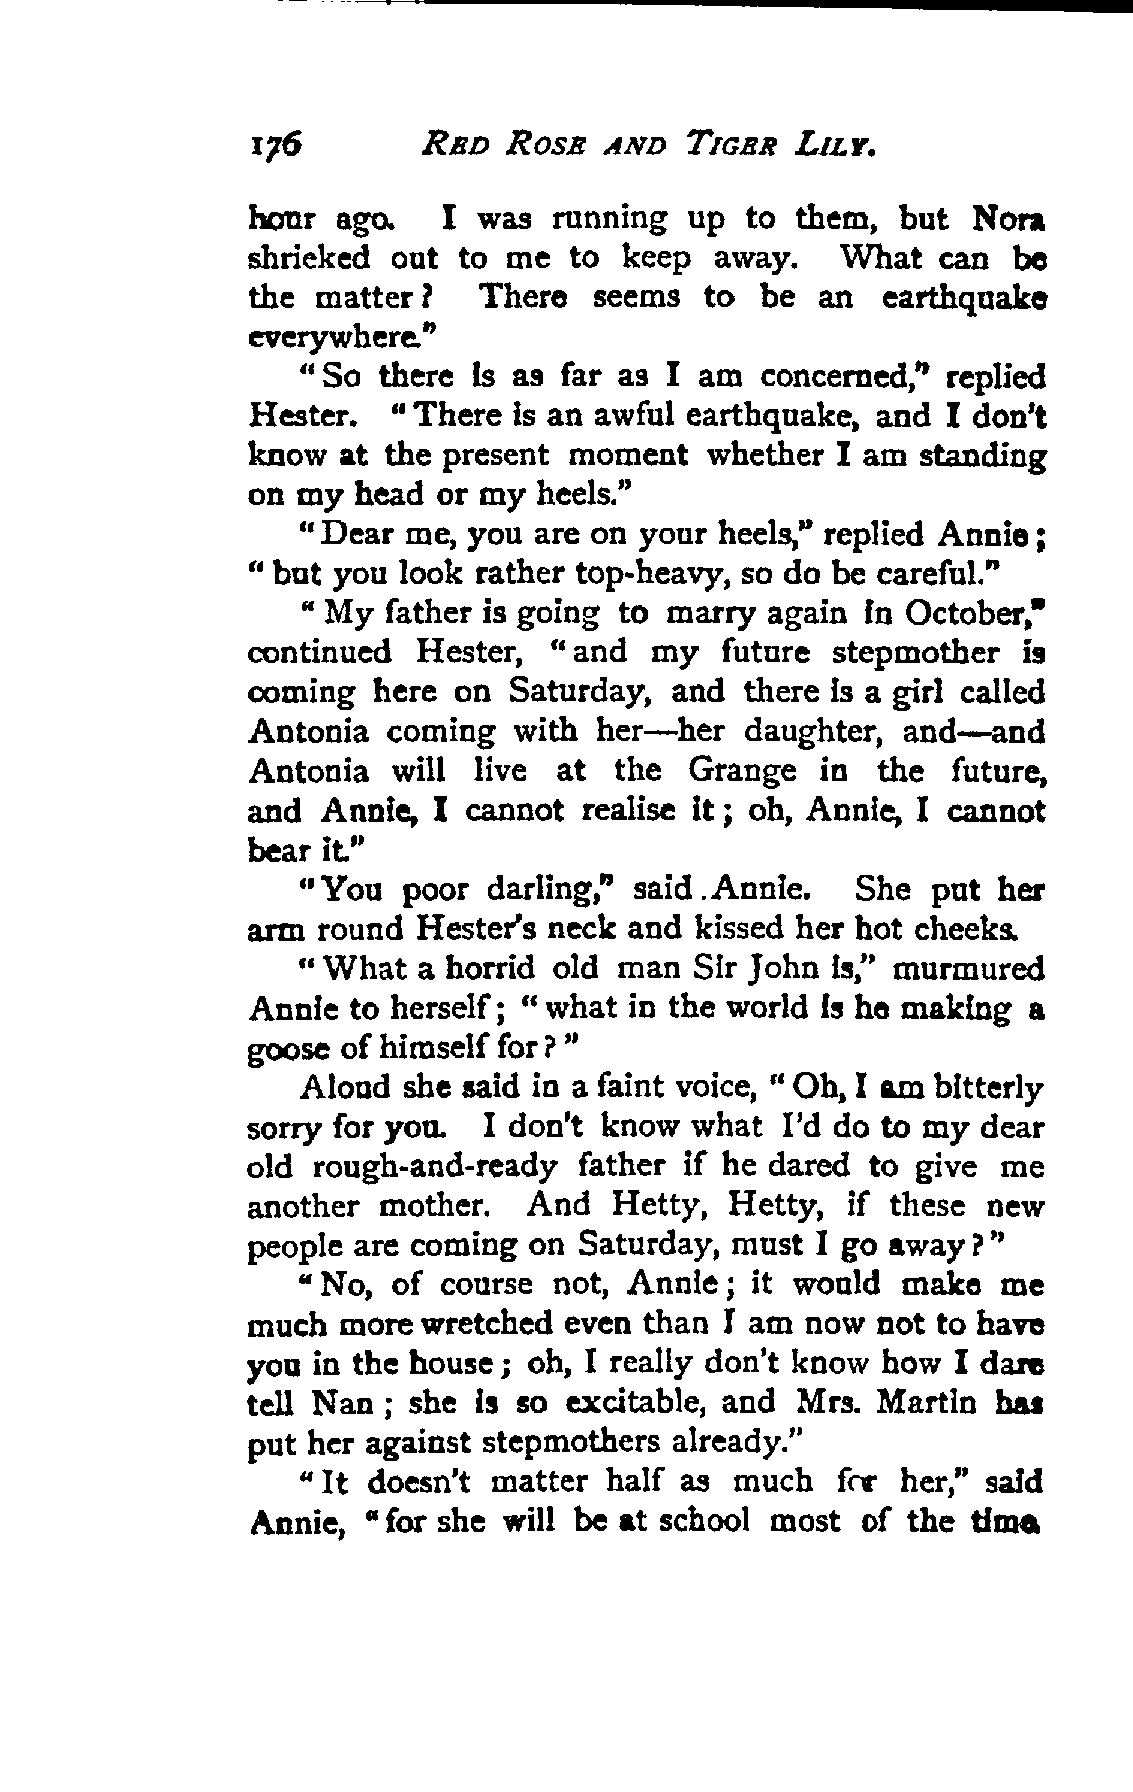 176 RED ROSE AND TIGER LILY.
hour ago. I was running up to them, but Nora
shrieked out to me to keep away. What can be
the matter? There seems to be an earthquake
everywhere."
"So there is as far as I am concerned," replied
Hester. "There is an awful earthquake, and I don't
know at the present moment whether I am standing
on my head or my heels."
"Dear me, you are on your heels," replied Annie;
"but you look rather top-heavy, so do be careful."
"My father is going to marry again in October,"
continued Hester, "and my future stepmother is
coming here on Saturday, and there is a girl called
Antonia coming with her—her daughter, and—and
Antonia will live at the Grange in the future,
and Annie, I cannot realise it; oh, Annie, I cannot
bear it."
"You poor darling," said Annie. She put her
arm round Hester's neck and kissed her hot cheeks.
"What a horrid old man Sir John is," murmured
Annie to herself; "what in the world is he making a
goose of himself for?"
Aloud she said in a faint voice, "Oh, I am bitterly
sorry for you. I don't know what I'd do to my dear
old rough-and-ready father if he dared to give me
another mother. And Hetty, Hetty, if these new
people are coming on Saturday, must I go away?"
"No, of course not, Annie; it would make me
much more wretched even than I am now not to have
you in the house; oh, I really don't know how I dare
tell Nan; she is so excitable, and Mrs. Martin has
put her against stepmothers already."
"It doesn't matter half as much for her," said
Annie, "for she will be at school most of the time.